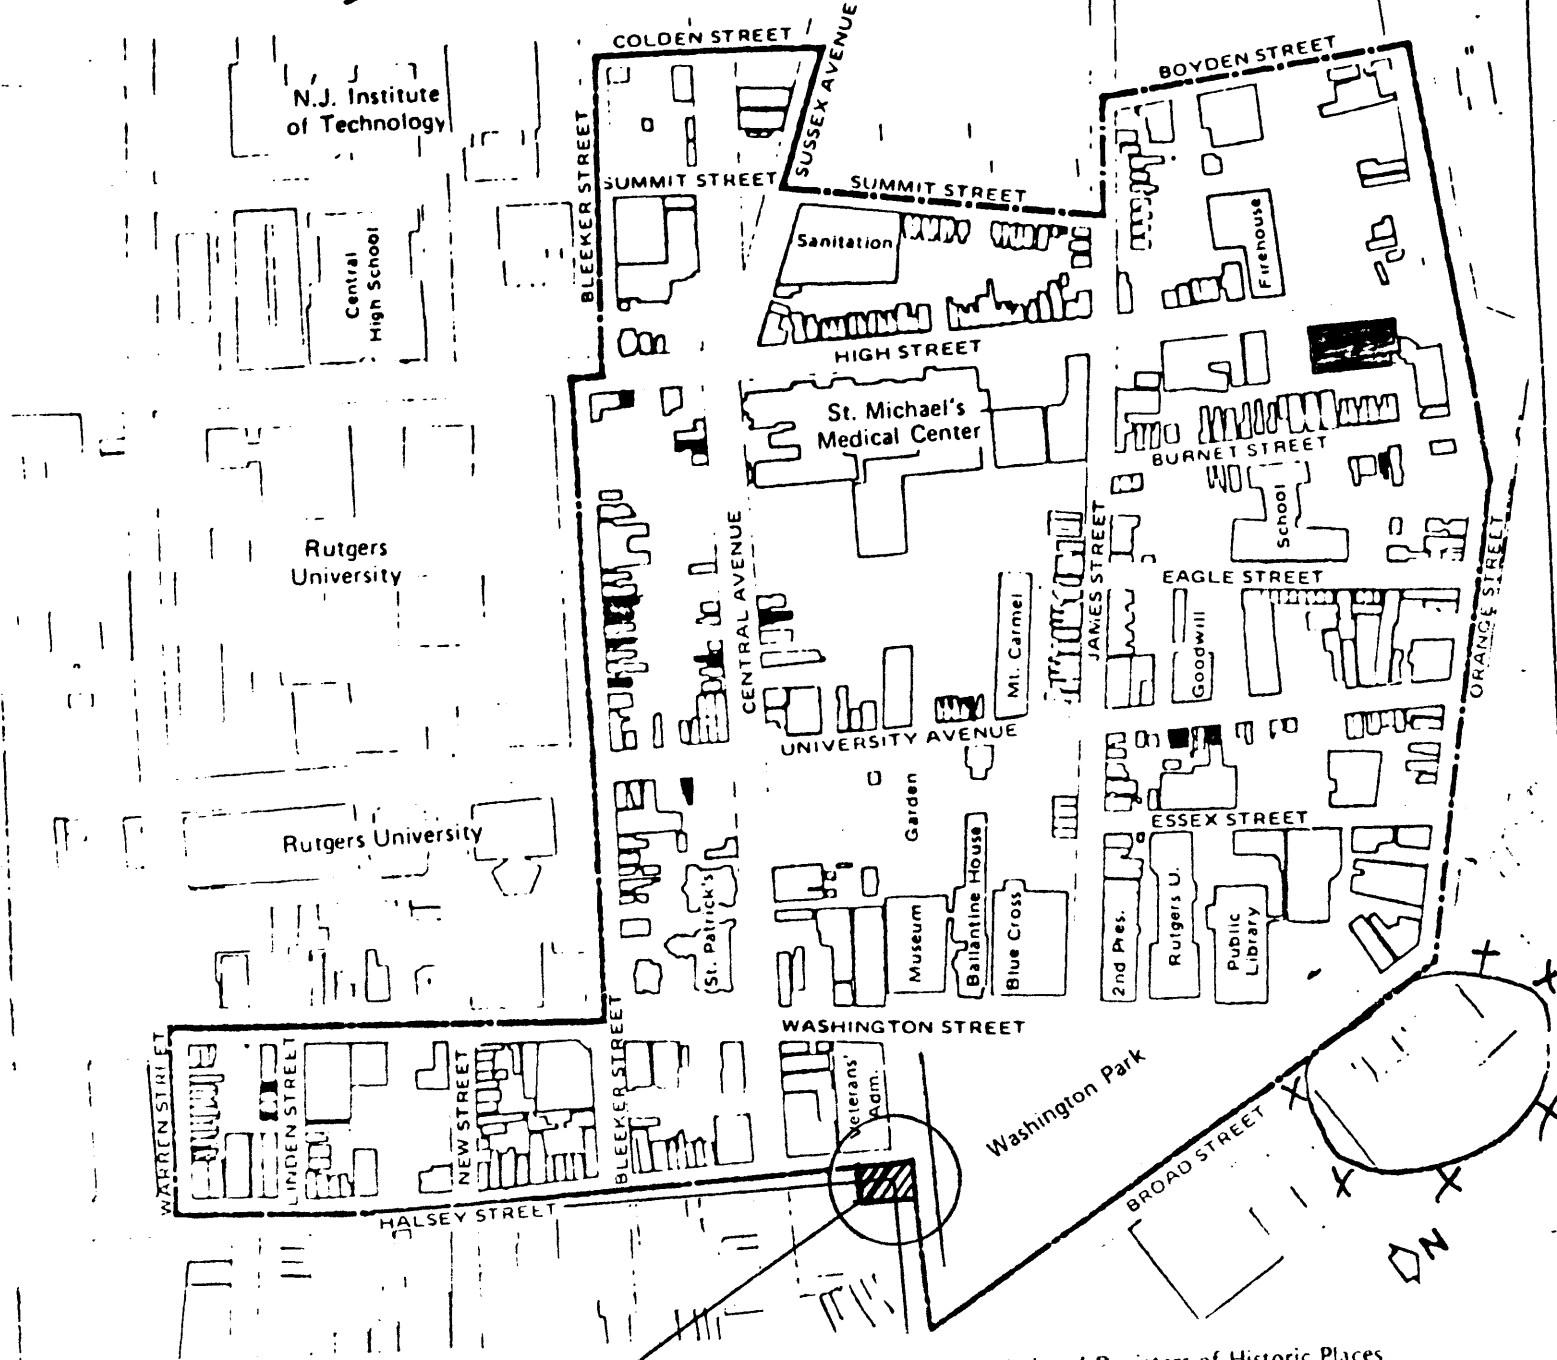 COLDEN STREET
SUSSEX AVENUE
BOYDEN STREET
N.J. Institute
of Technology
BLEEKER STREET
SUMMIT STREET
SUMMIT STREET
Sanitation
Firehouse
Central
High School
HIGH STREET
St. Michael's
Medical Center
BURNET STREET
School
Rutgers
University
CENTRAL AVENUE
JAMES STREET
EAGLE STREET
ORANGE STREET
Mt. Carmel
Goodwill
UNIVERSITY AVENUE
Garden
ESSEX STREET
Rutgers University
St. Patrick's
Museum
Ballantine House
Blue Cross
2nd Pres.
Rutgers U.
Public
Library
WASHINGTON STREET
WARREN STREET
LINDEN STREET
NEW STREET
BLEEKER STREET
Veterans'
Adm.
Washington Park
BROAD STREET
HALSEY STREET
N
of Historic Places